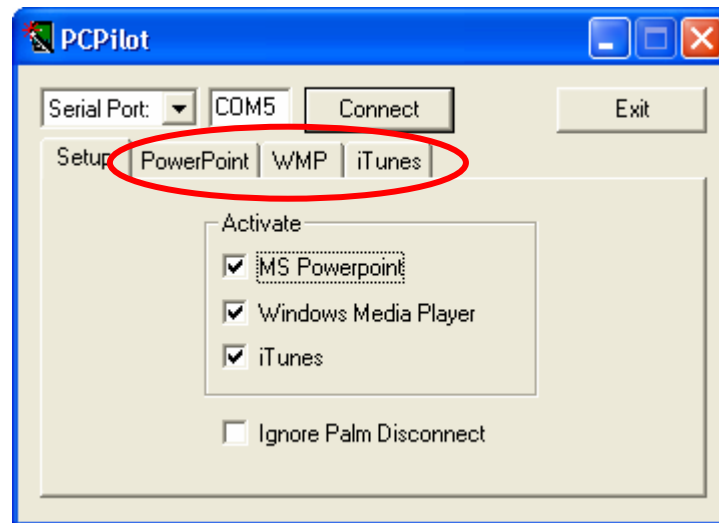 PCPilot
Serial Port: COM5 Connect Exit
Setup PowerPoint WMP iTunes
Activate
MS Powerpoint
Windows Media Player
iTunes
Ignore Palm Disconnect